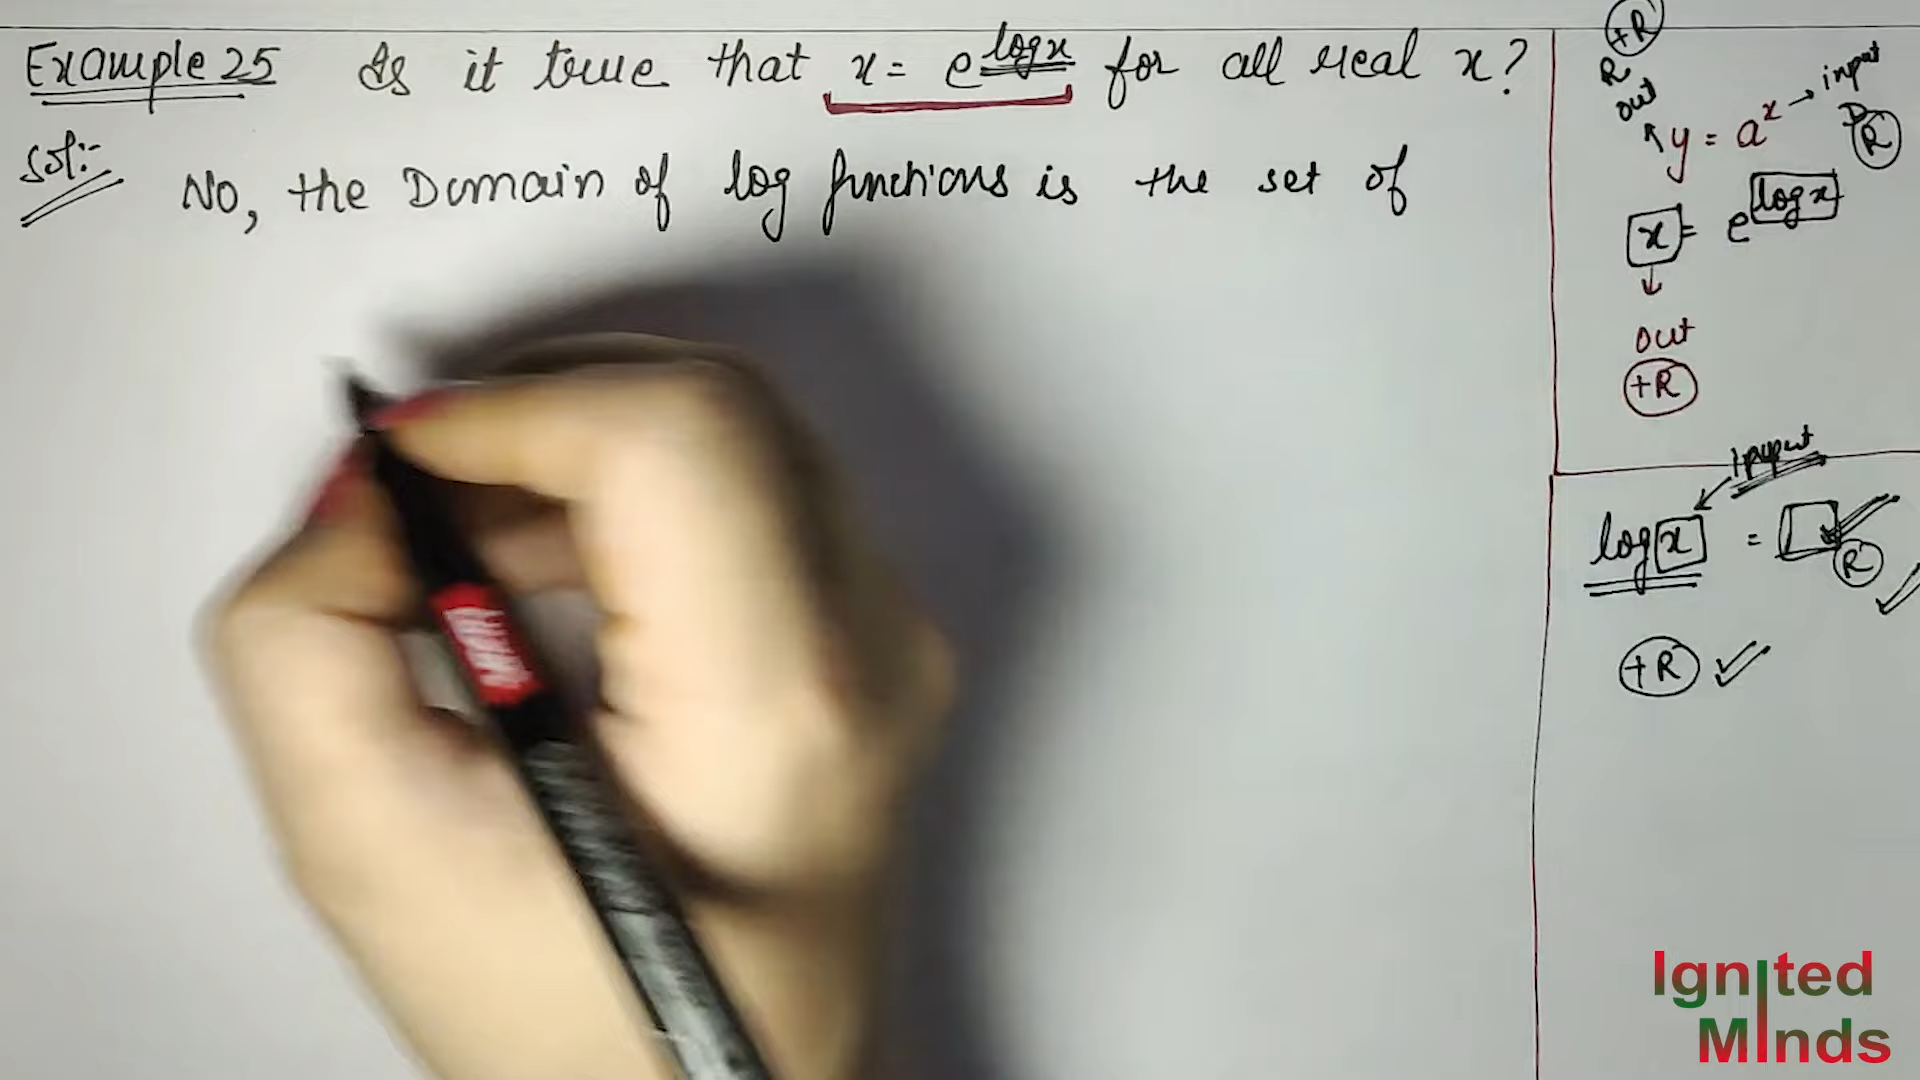 Example 25 Is it true that x = e^log x for all real x?
Sol:- No, the Domain of log functions is the set of
+R
R
out
input
D
y = a^x → R
x = e^log x
↓
out
+R
input
log x = □ R
+R ✓
Ignited
Minds